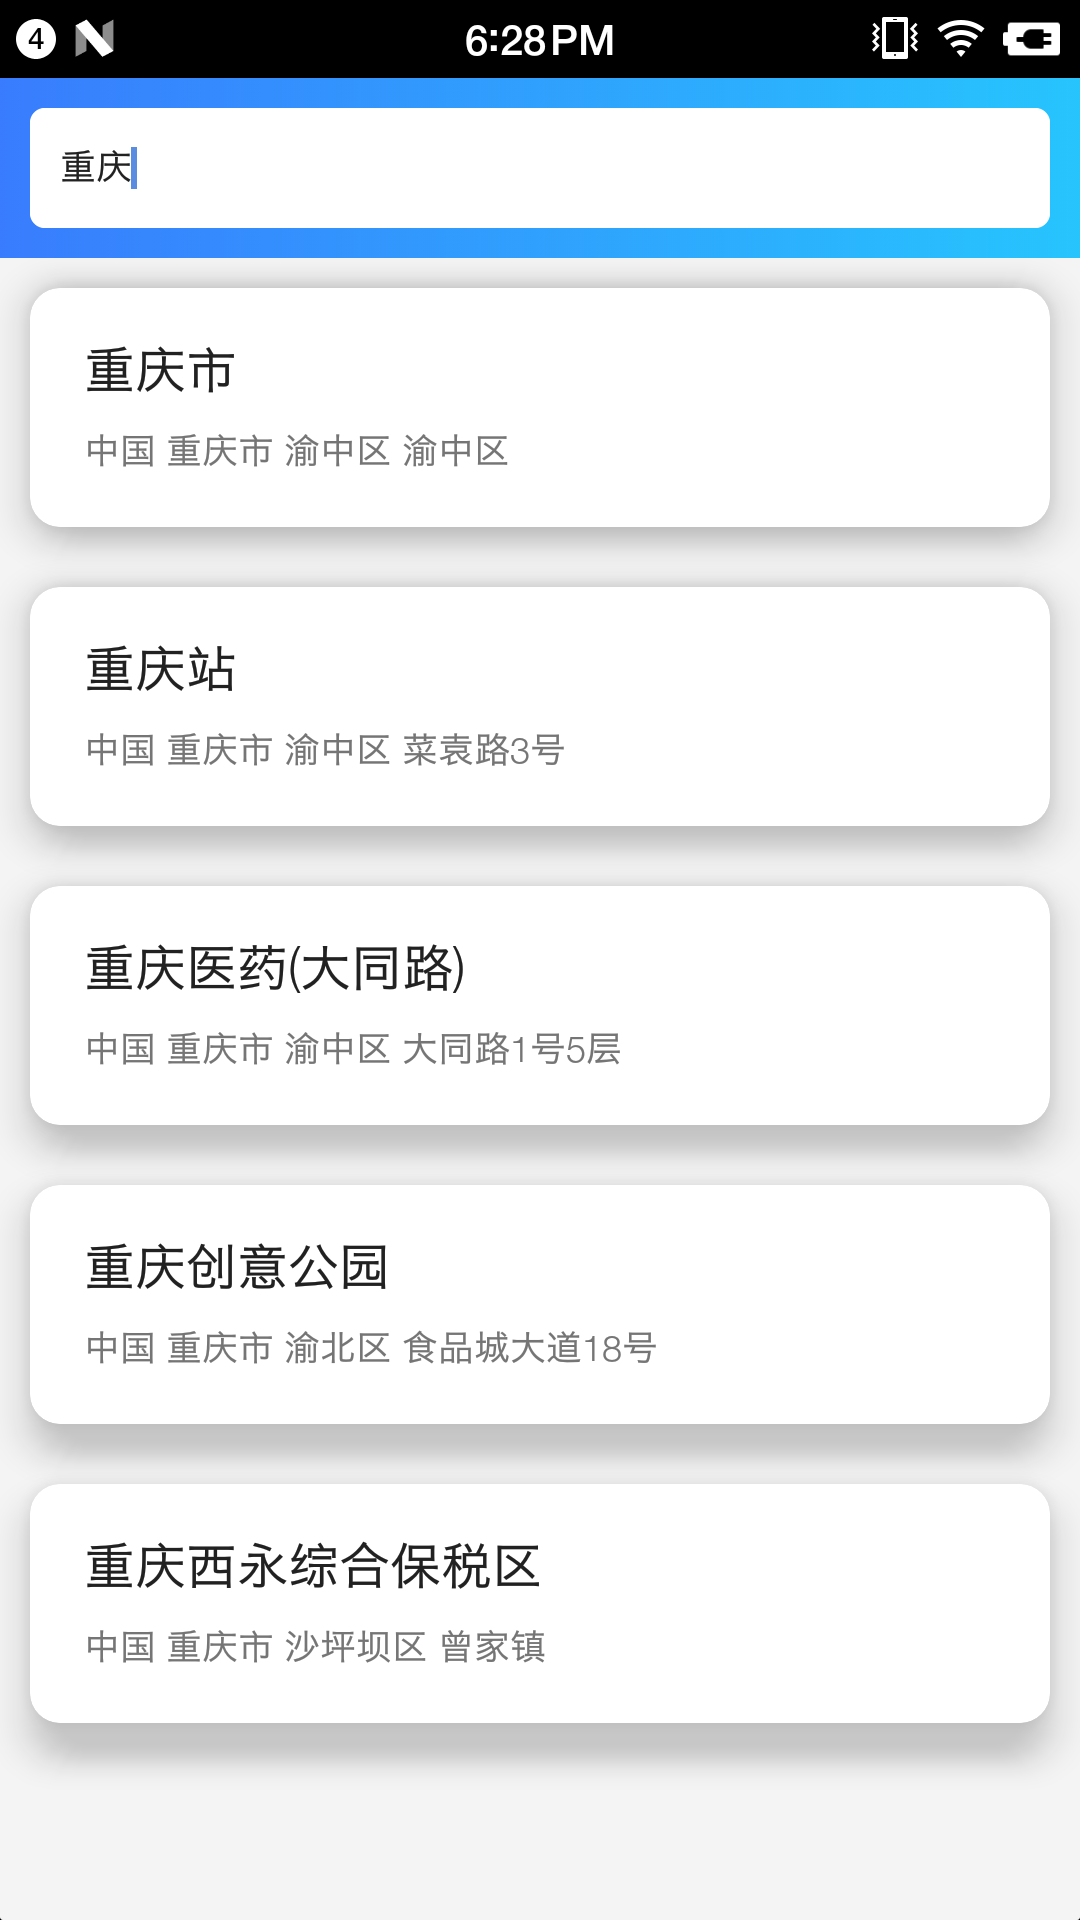 4
6:28 PM
重庆
重庆市
中国 重庆市 渝中区 渝中区
重庆站
中国 重庆市 渝中区 菜袁路3号
重庆医药(大同路)
中国 重庆市 渝中区 大同路1号5层
重庆创意公园
中国 重庆市 渝北区 食品城大道18号
重庆西永综合保税区
中国 重庆市 沙坪坝区 曾家镇